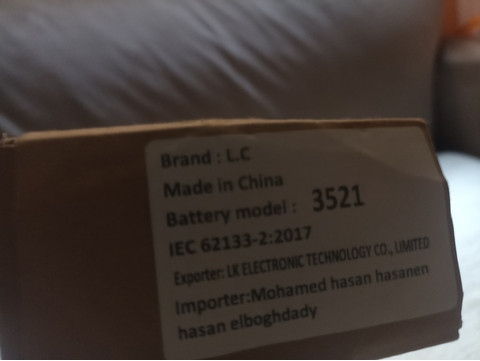 Brand : L.C
Made in China
Battery model : 3521
IEC 62133-2:2017
Exporter: LK ELECTRONIC TECHNOLOGY CO., LIMITED
Importer:Mohamed hasan hasanen
hasan elboghdady